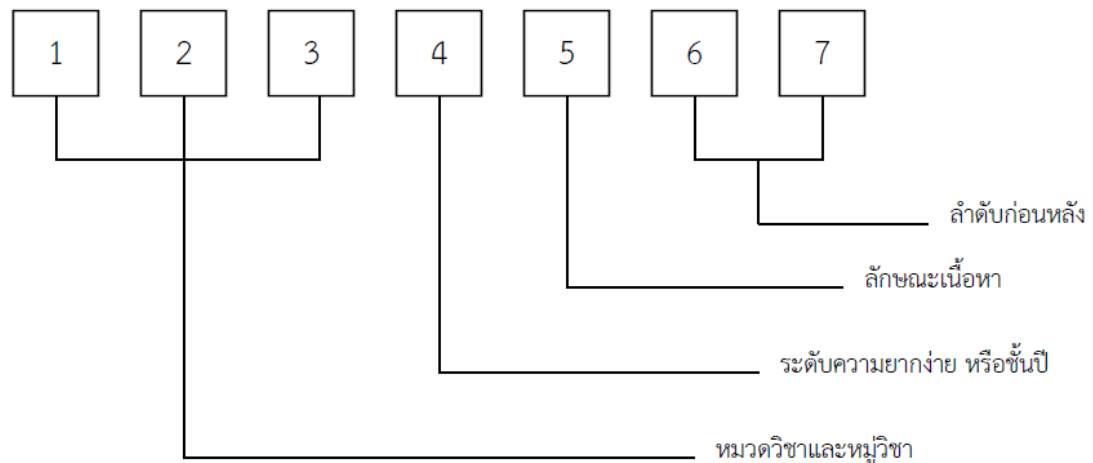 1 2 3 4 5 6 7
ลำดับก่อนหลัง
ลักษณะเนื้อหา
ระดับความยากง่าย หรือชั้นปี
หมวดวิชาและหมู่วิชา